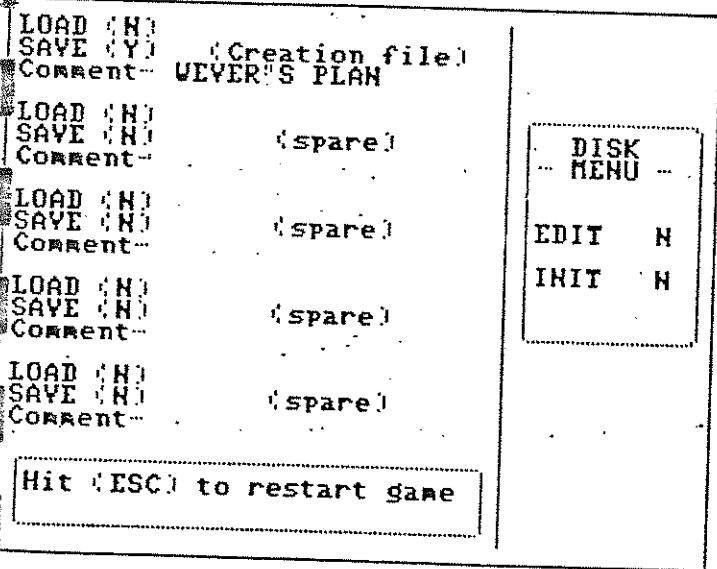 LOAD (N)
SAVE (Y) (Creation file)
Comment- WEYER"S PLAN
LOAD (N)
SAVE (N) (spare)
Comment-
LOAD (N)
SAVE (N) (spare)
Comment-
LOAD (N)
SAVE (N) (spare)
Comment-
LOAD (N)
SAVE (N) (spare)
Comment-
Hit (ESC) to restart game
DISK
- MENU -
EDIT N
INIT N